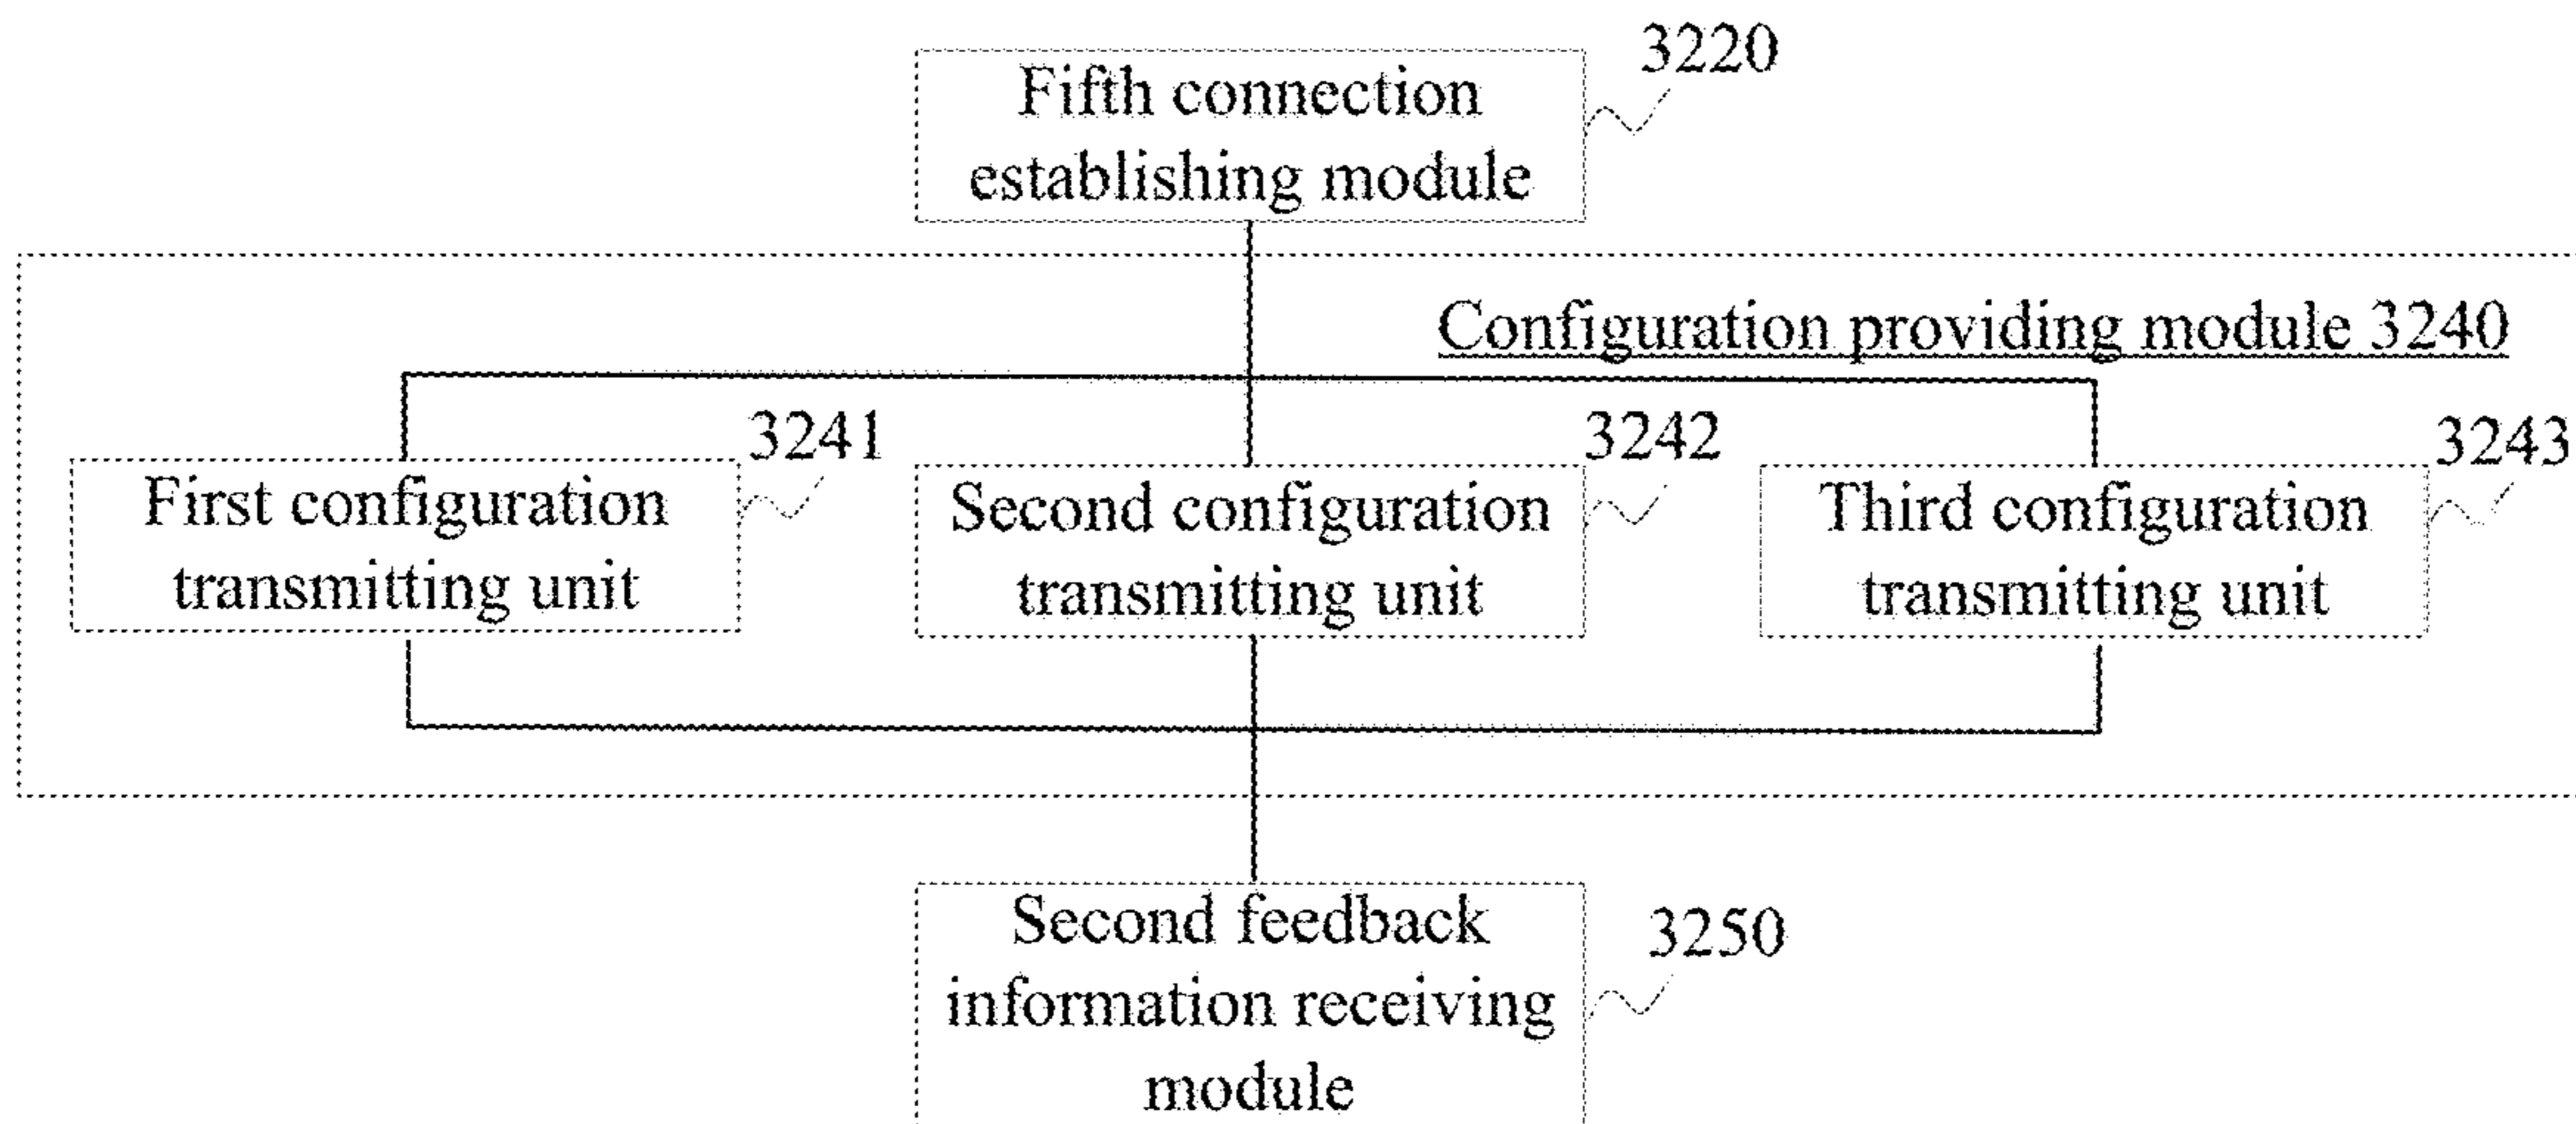 3220
Fifth connection
establishing module
Configuration providing module 3240
3241
3242
3243
First configuration
transmitting unit
Second configuration
transmitting unit
Third configuration
transmitting unit
Second feedback
information receiving
module
3250